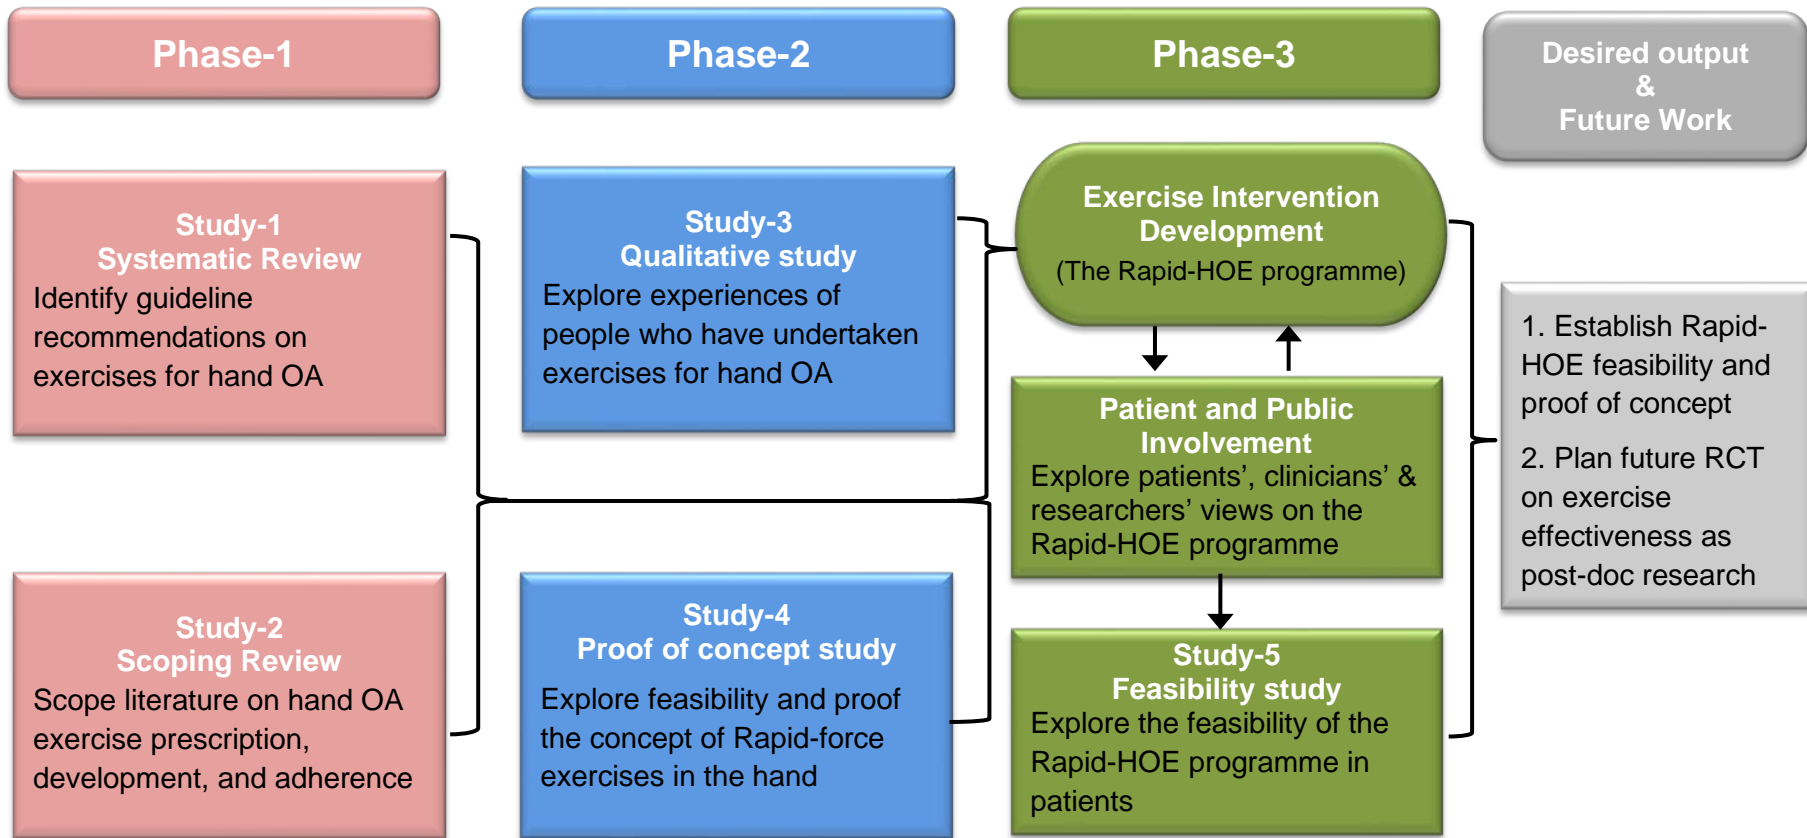 Phase-1
Phase-2
Phase-3
Desired output
&
Future Work
Study-1
Systematic Review
Identify guideline
recommendations on
exercises for hand OA
Study-2
Scoping Review
Scope literature on hand OA
exercise prescription,
development, and adherence
Study-3
Qualitative study
Explore experiences of
people who have undertaken
exercises for hand OA
Study-4
Proof of concept study
Explore feasibility and proof
the concept of Rapid-force
exercises in the hand
Exercise Intervention
Development
(The Rapid-HOE programme)
Patient and Public
Involvement
Explore patients’, clinicians’ &
researchers’ views on the
Rapid-HOE programme
Study-5
Feasibility study
Explore the feasibility of the
Rapid-HOE programme in
patients
1. Establish Rapid-
HOE feasibility and
proof of concept
2. Plan future RCT
on exercise
effectiveness as
post-doc research